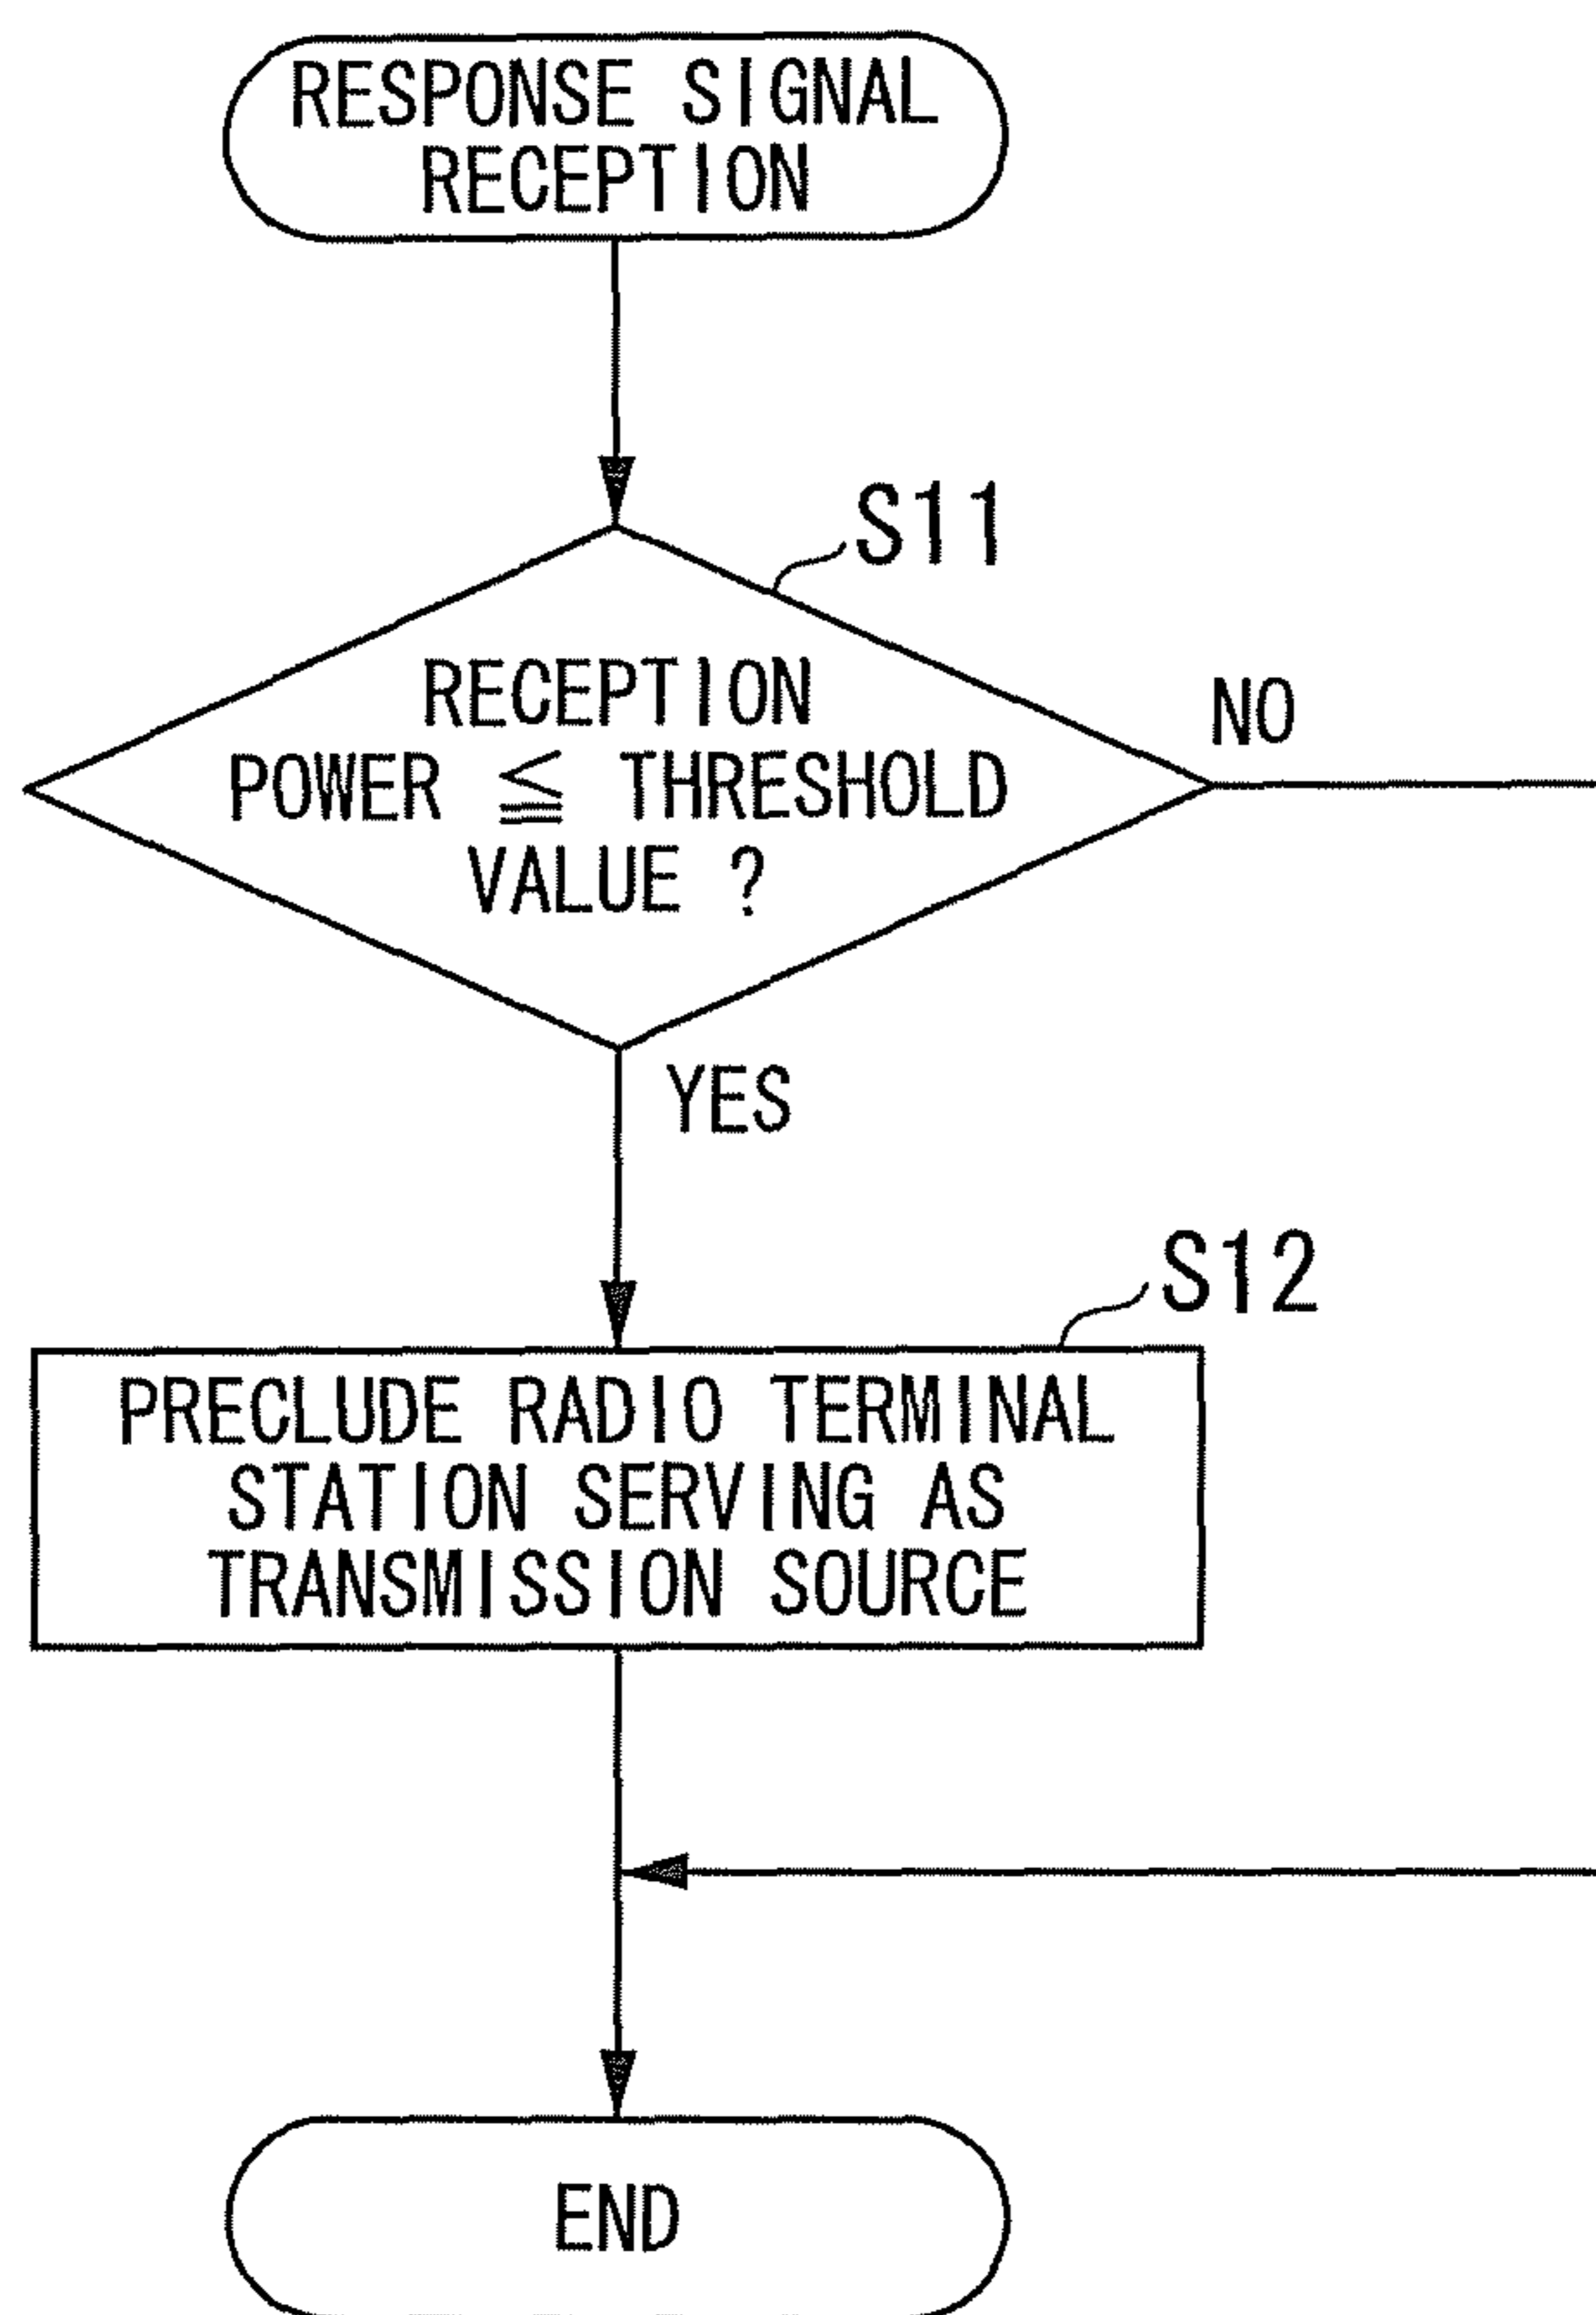 RESPONSE SIGNAL
RECEPTION
S11
RECEPTION
POWER ≦ THRESHOLD
VALUE ?
NO
YES
S12
PRECLUDE RADIO TERMINAL
STATION SERVING AS
TRANSMISSION SOURCE
END